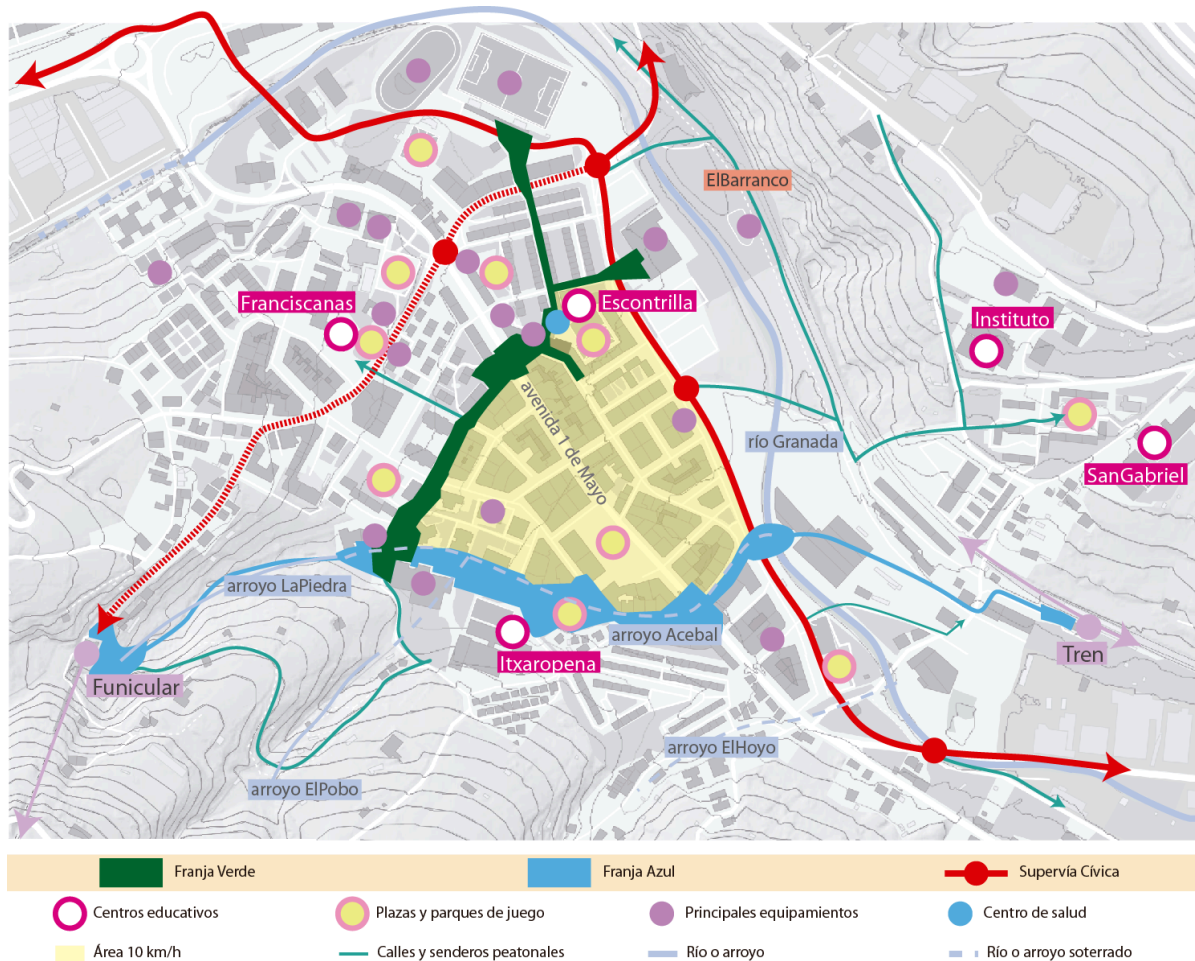 ElBarranco
Franciscanas
Escontrilla
Instituto
avenida 1 de Mayo
río Granada
SanGabriel
arroyo LaPiedra
arroyo Acebal
Itxaropena
Tren
Funicular
arroyo ElHoyo
arroyo ElPobo
Franja Verde
Franja Azul
Supervía Cívica
Centros educativos
Plazas y parques de juego
Principales equipamientos
Centro de salud
Área 10 km/h
Calles y senderos peatonales
Río o arroyo
Río o arroyo soterrado